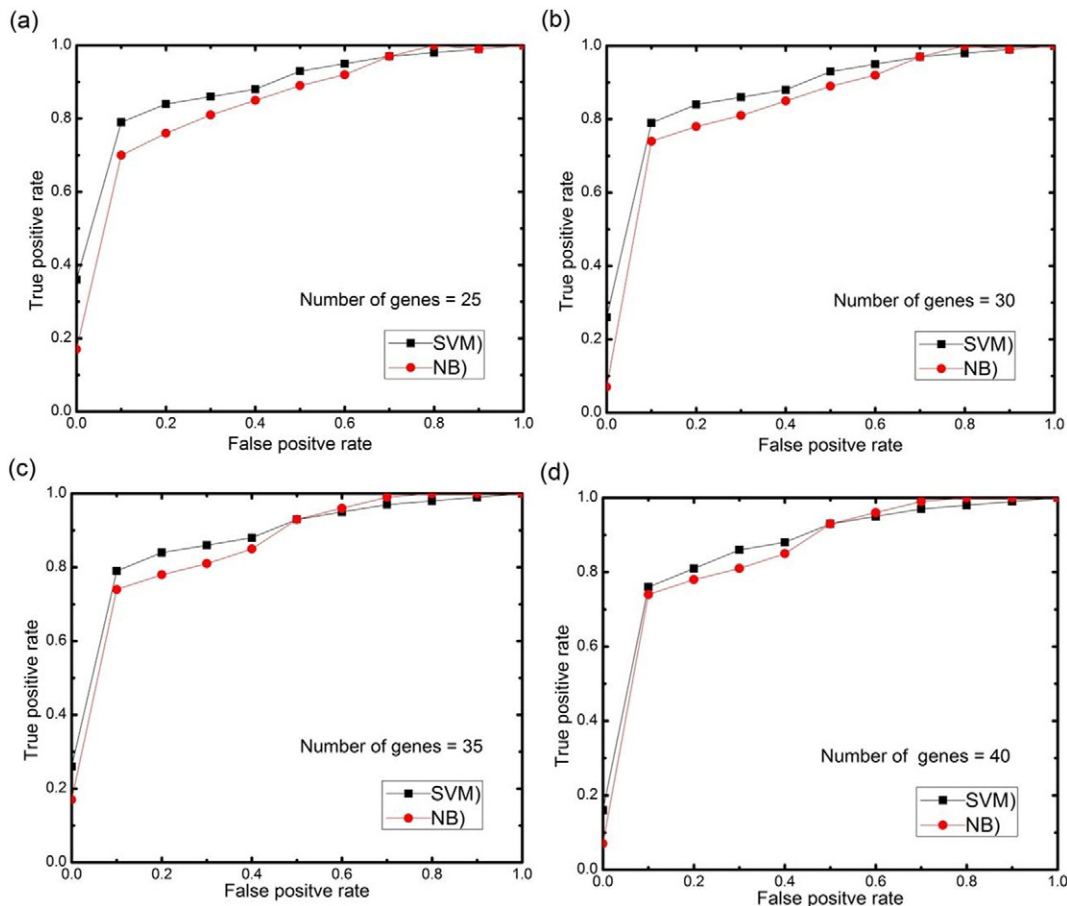 (a)
1.0
0.8
0.6
0.4
0.2
0.0
True positive rate
Number of genes = 25
SVM)
NB)
0.0 0.2 0.4 0.6 0.8 1.0
False positve rate
(b)
1.0
0.8
0.6
0.4
0.2
0.0
True positive rate
Number of genes = 30
SVM)
NB)
0.0 0.2 0.4 0.6 0.8 1.0
False positve rate
(c)
1.0
0.8
0.6
0.4
0.2
0.0
True positive rate
Number of genes = 35
SVM)
NB)
0.0 0.2 0.4 0.6 0.8 1.0
False positve rate
(d)
1.0
0.8
0.6
0.4
0.2
0.0
True positive rate
Number of genes = 40
SVM)
NB)
0.0 0.2 0.4 0.6 0.8 1.0
False positve rate